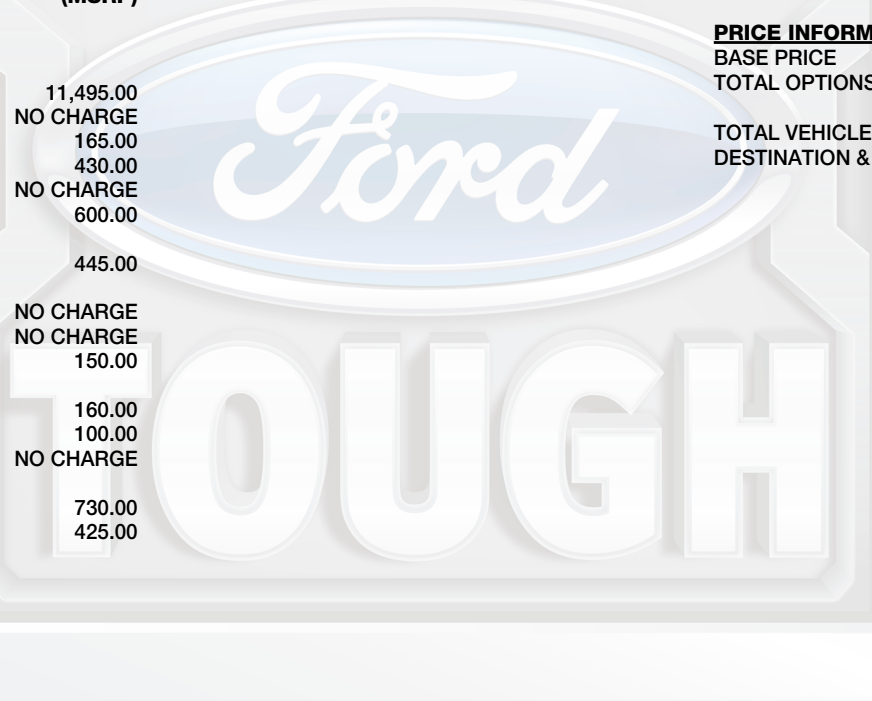 (MSRP)
11,495.00
NO CHARGE
165.00
430.00
NO CHARGE
600.00
445.00
NO CHARGE
NO CHARGE
150.00
160.00
100.00
NO CHARGE
730.00
425.00
PRICE INFORM
BASE PRICE
TOTAL OPTIONS
TOTAL VEHICLE
DESTINATION &
Ford
TOUGH